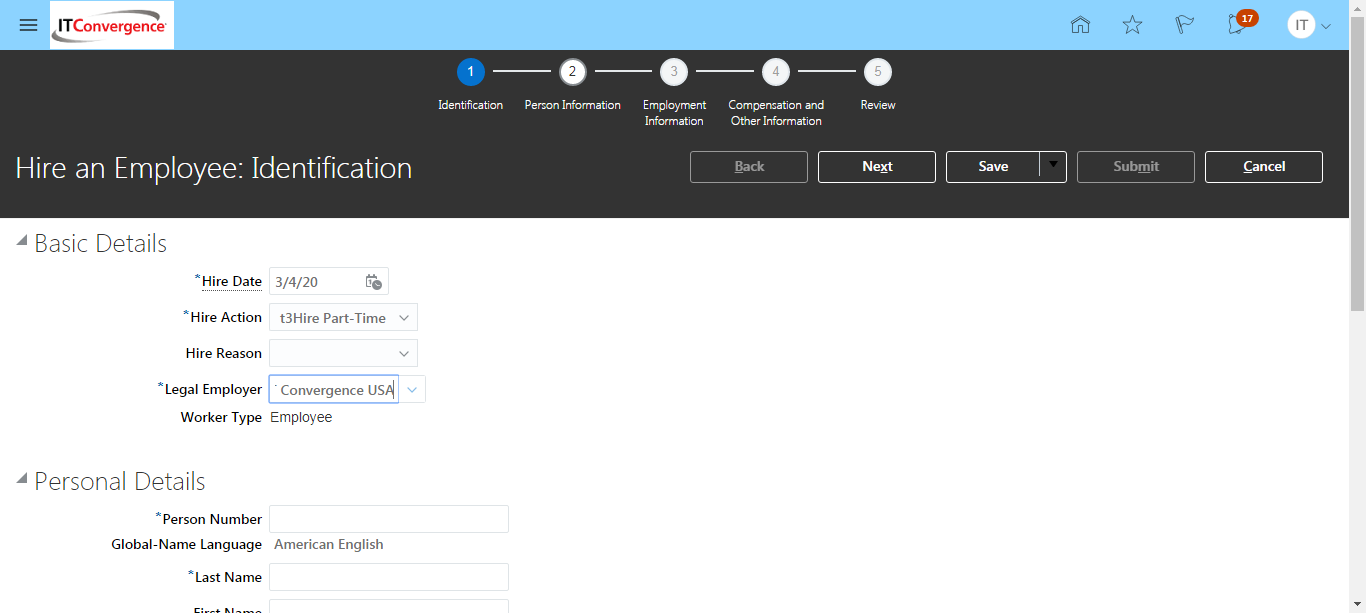 ITConvergence
17
IT
1 2 3 4 5
Identification Person Information Employment Information Compensation and Other Information Review
Hire an Employee: Identification
Back Next Save Submit Cancel
Basic Details
*Hire Date 3/4/20
*Hire Action t3Hire Part-Time
Hire Reason
*Legal Employer Convergence USA
Worker Type Employee
Personal Details
*Person Number
Global-Name Language American English
*Last Name
First Name